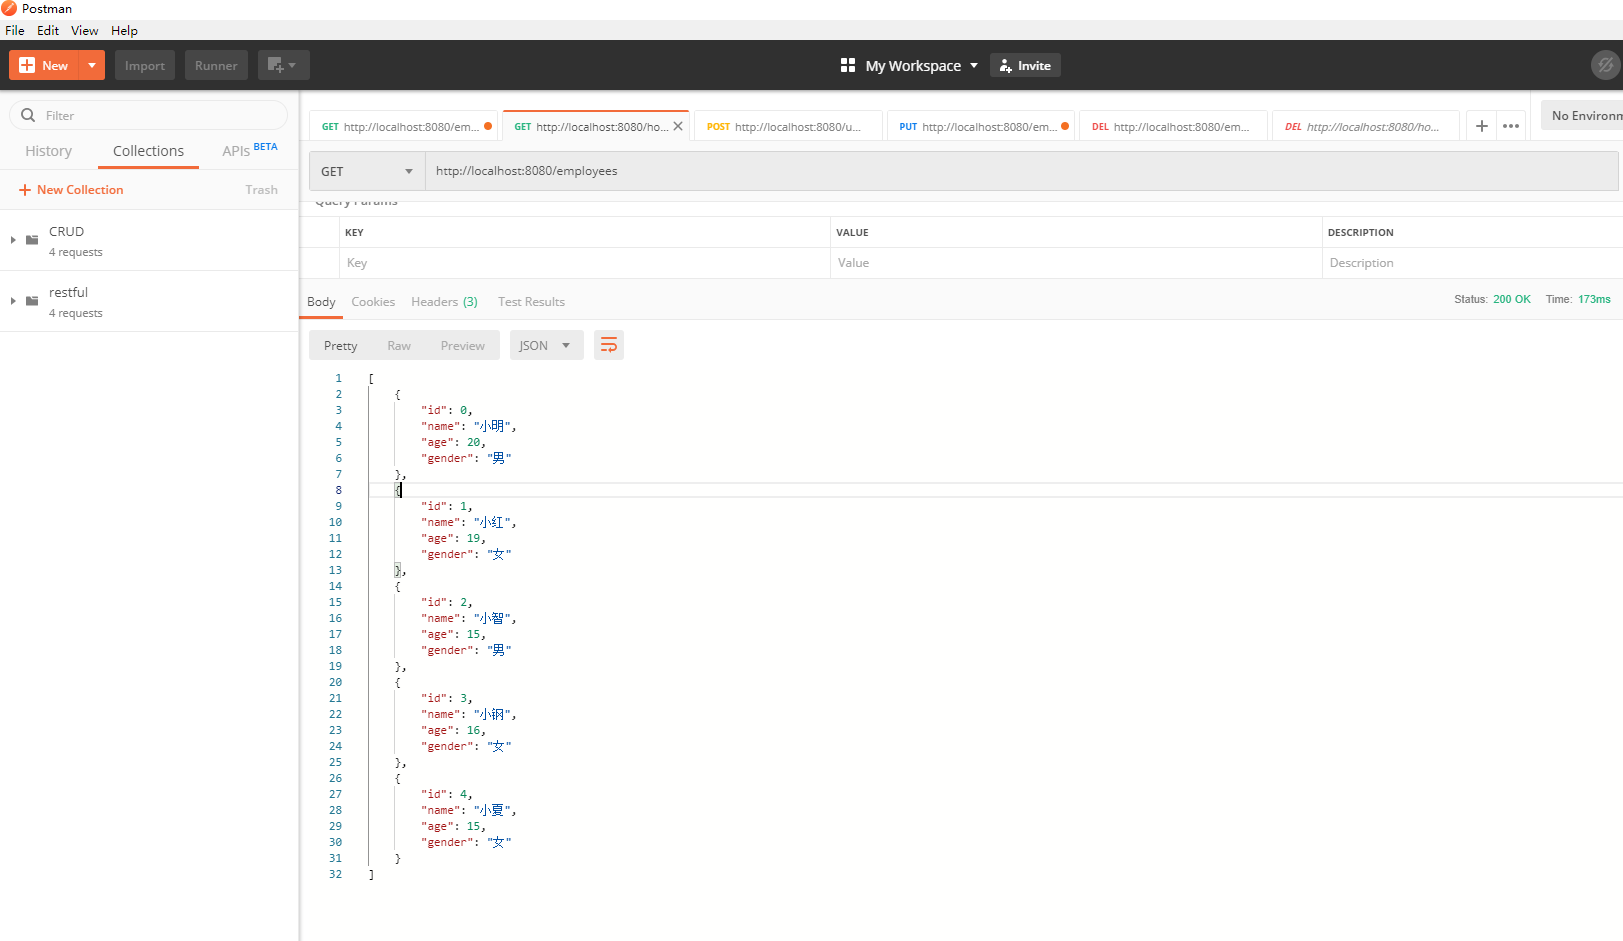 Postman
File Edit View Help
New Import Runner My Workspace Invite
Filter
History Collections APIs BETA
+ New Collection Trash
CRUD
4 requests
restful
4 requests
GET http://localhost:8080/em... GET http://localhost:8080/ho... POST http://localhost:8080/u... PUT http://localhost:8080/em... DEL http://localhost:8080/em... DEL http://localhost:8080/ho... No Environm
GET http://localhost:8080/employees
Query Params
KEY VALUE DESCRIPTION
Key Value Description
Body Cookies Headers (3) Test Results Status: 200 OK Time: 173ms
Pretty Raw Preview JSON
1 [
2 {
3 "id": 0,
4 "name": "小明",
5 "age": 20,
6 "gender": "男"
7 },
8 {
9 "id": 1,
10 "name": "小红",
11 "age": 19,
12 "gender": "女"
13 },
14 {
15 "id": 2,
16 "name": "小智",
17 "age": 15,
18 "gender": "男"
19 },
20 {
21 "id": 3,
22 "name": "小钢",
23 "age": 16,
24 "gender": "女"
25 },
26 {
27 "id": 4,
28 "name": "小夏",
29 "age": 15,
30 "gender": "女"
31 }
32 ]